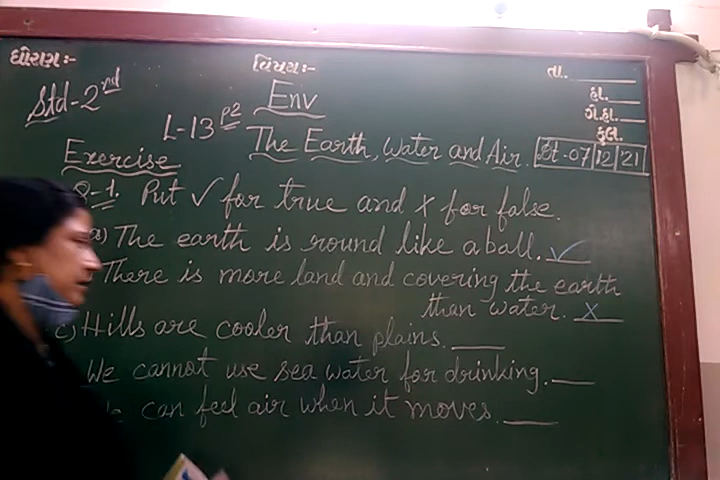 ધોરણ:-
વિષય:-
તા.
હા.
ગે.હા.
કુલ.
Std-2nd
Env
L-13 P2 The Earth, Water and Air. Dt-07/12/21
Exercise
Q-1. Put ✓ for true and x for false.
a) The earth is round like a ball. ✓
There is more land and covering the earth
than water. x
c) Hills are cooler than plains.
We cannot use sea water for drinking.
can feel air when it moves.